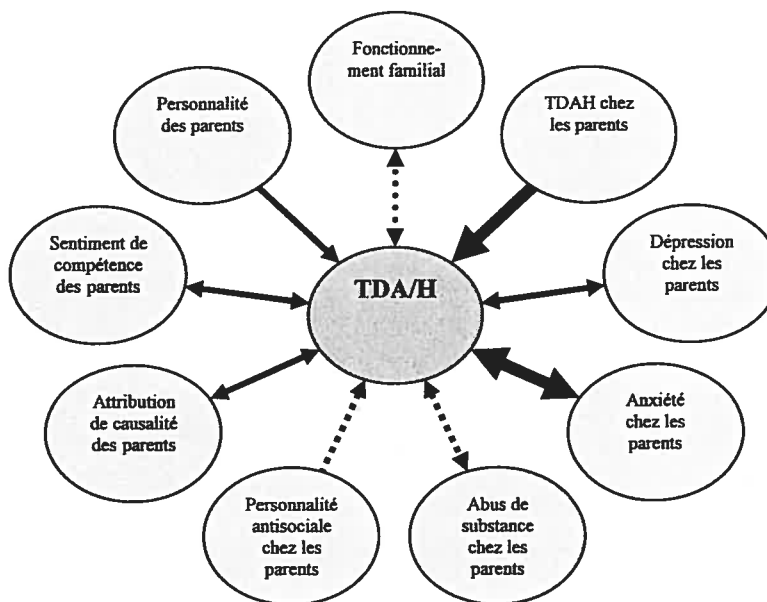 Fonctionne-
ment familial
Personnalité
des parents
TDAH chez
les parents
Sentiment de
compétence
des parents
TDA/H
Dépression
chez les
parents
Attribution
de causalité
des parents
Anxiété
chez les
parents
Personnalité
antisociale
chez les
parents
Abus de
substance
chez les
parents